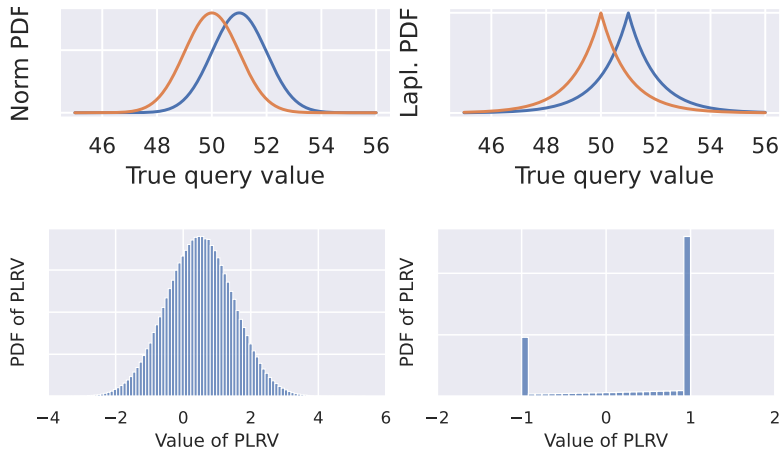 Norm PDF
46 48 50 52 54 56
True query value
Lapl. PDF
46 48 50 52 54 56
True query value
PDF of PLRV
−4 −2 0 2 4 6
Value of PLRV
PDF of PLRV
−2 −1 0 1 2
Value of PLRV